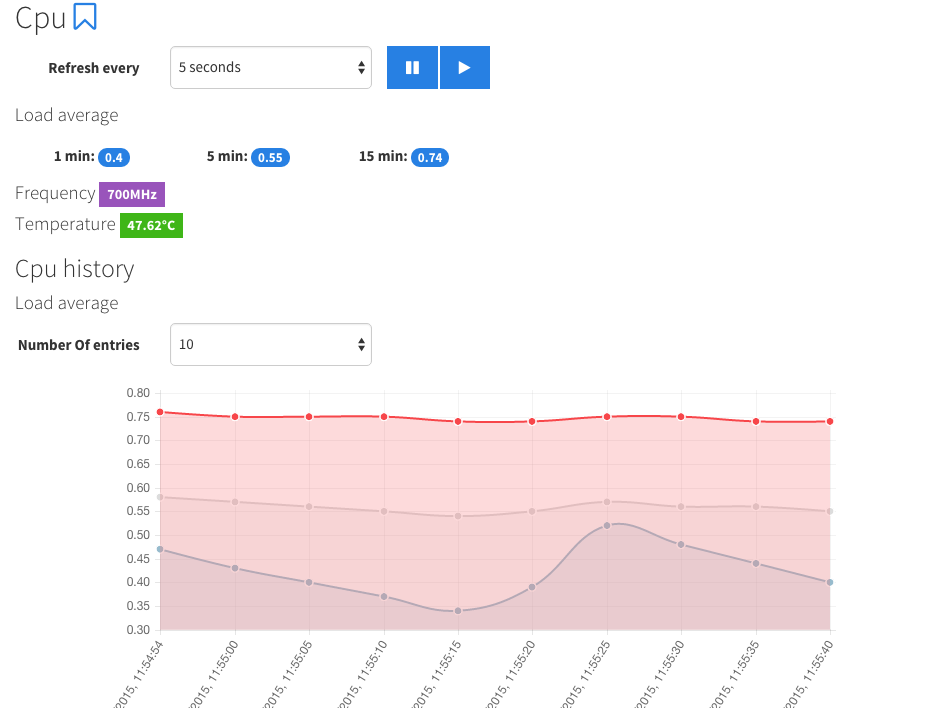 Cpu
Refresh every 5 seconds
Load average
1 min: 0.4 5 min: 0.55 15 min: 0.74
Frequency 700MHz
Temperature 47.62°C
Cpu history
Load average
Number Of entries 10
0.80
0.75
0.70
0.65
0.60
0.55
0.50
0.45
0.40
0.35
0.30
2015, 11:54:54
2015, 11:55:00
2015, 11:55:05
2015, 11:55:10
2015, 11:55:15
2015, 11:55:20
2015, 11:55:25
2015, 11:55:30
2015, 11:55:35
2015, 11:55:40